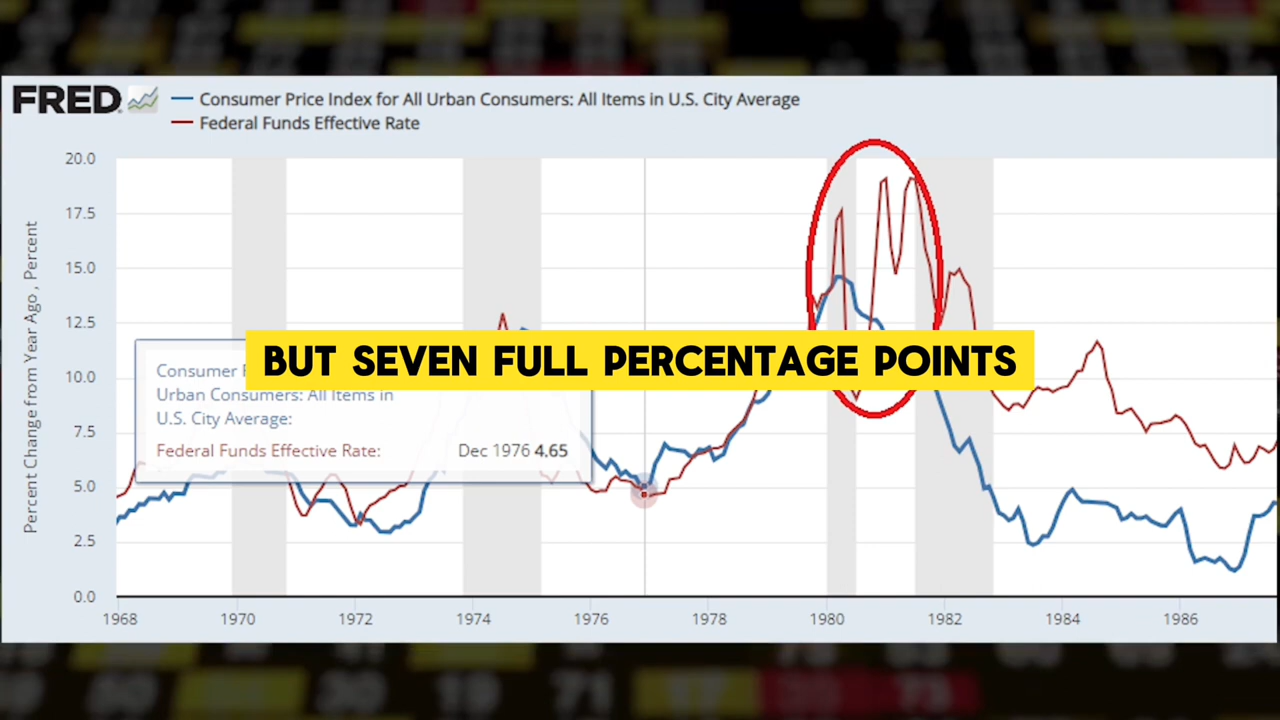 FRED
Consumer Price Index for All Urban Consumers: All Items in U.S. City Average
Federal Funds Effective Rate
Percent Change from Year Ago , Percent
20.0
17.5
15.0
12.5
10.0
7.5
5.0
2.5
0.0
BUT SEVEN FULL PERCENTAGE POINTS
Consumer
Urban Consumers: All Items in
U.S. City Average:
Federal Funds Effective Rate: Dec 1976 4.65
1968 1970 1972 1974 1976 1978 1980 1982 1984 1986